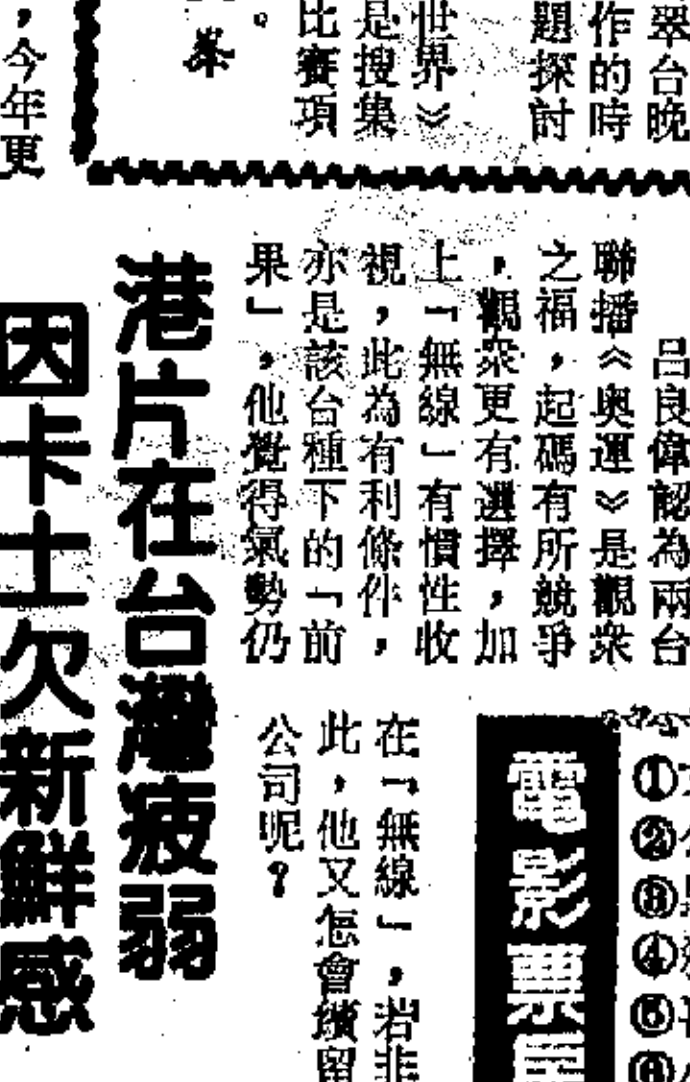 翠台晚
作的時
題探討
世界》
是搜集
比賽項
。
，今年更
呂良偉認為兩台
聯播《奧運》是觀衆
之福，起碼有所競爭
，觀衆更有選擇，加
上「無線」有慣性收
視，此為有利條件，
亦是該台種下的「前
果」，他覺得氣勢仍
在「無線」，若非
此，他又怎會續留
公司呢？
港片在台灣疲弱
因卡士欠新鮮感
電影票
①
②
③
④
⑤
⑥